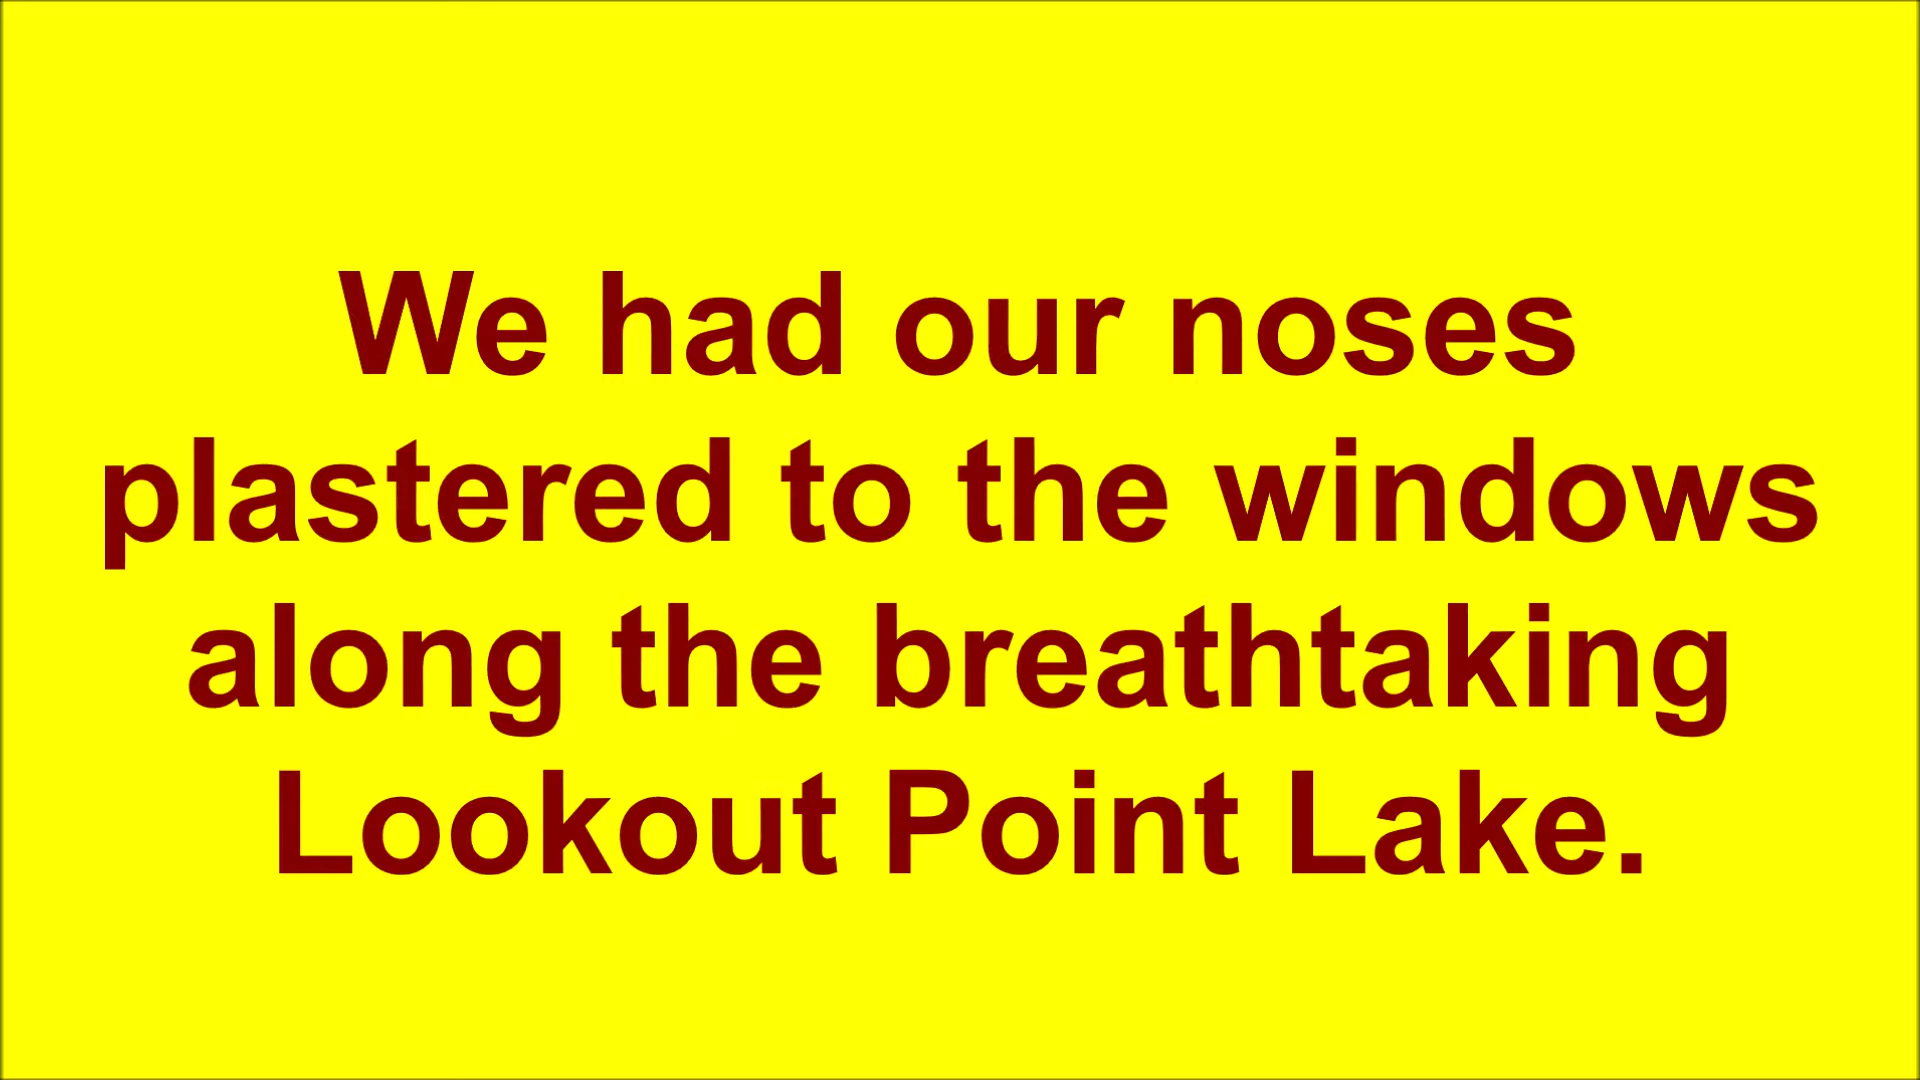 We had our noses
plastered to the windows
along the breathtaking
Lookout Point Lake.